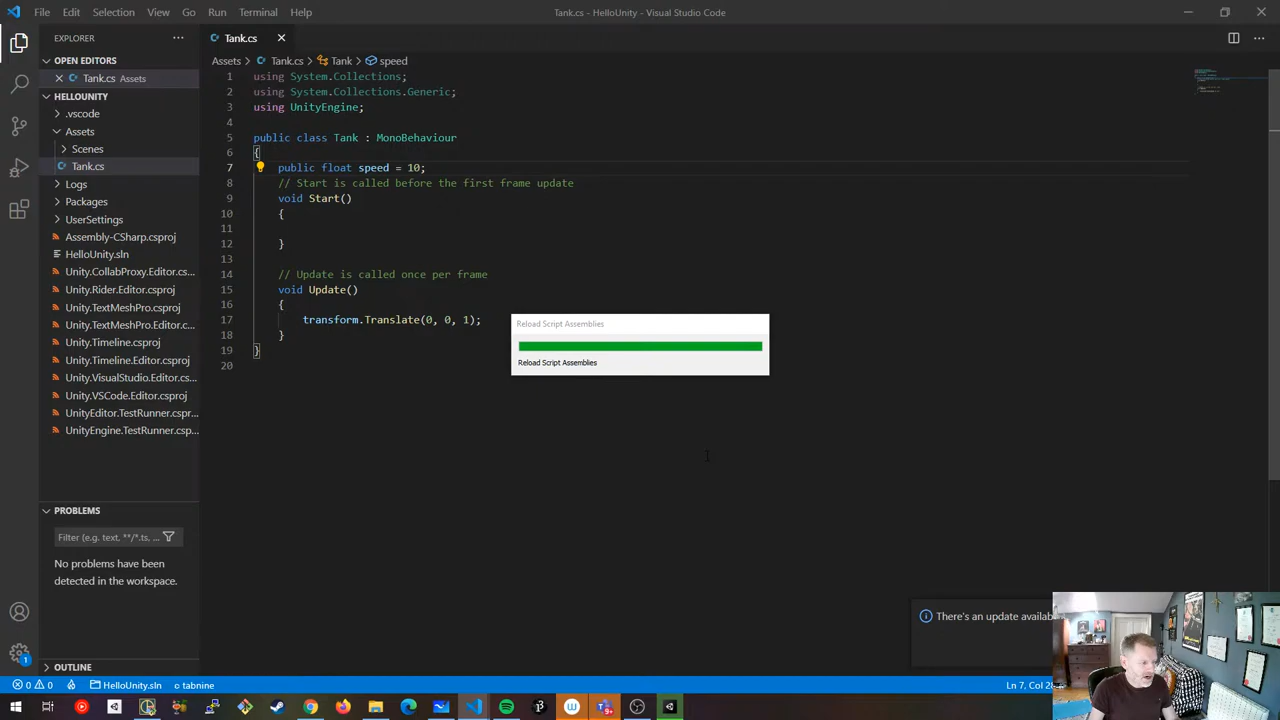 File Edit Selection View Go Run Terminal Help
Tank.cs - HelloUnity - Visual Studio Code
EXPLORER
OPEN EDITORS
Tank.cs Assets
HELLOUNITY
.vscode
Assets
Scenes
Tank.cs
Logs
Packages
UserSettings
Assembly-CSharp.csproj
HelloUnity.sln
Unity.CollabProxy.Editor.cs...
Unity.Rider.Editor.csproj
Unity.TextMeshPro.csproj
Unity.TextMeshPro.Editor.c...
Unity.Timeline.csproj
Unity.Timeline.Editor.csproj
Unity.VisualStudio.Editor.cs...
Unity.VSCode.Editor.csproj
UnityEditor.TestRunner.csp...
UnityEngine.TestRunner.csp...
PROBLEMS
Filter (e.g. text, **/*.ts, ...
No problems have been
detected in the workspace.
OUTLINE
Tank.cs
Assets > Tank.cs > Tank > speed
1 using System.Collections;
2 using System.Collections.Generic;
3 using UnityEngine;
4
5 public class Tank : MonoBehaviour
6 {
7 public float speed = 10;
8 // Start is called before the first frame update
9 void Start()
10 {
11
12 }
13
14 // Update is called once per frame
15 void Update()
16 {
17 transform.Translate(0, 0, 1);
18 }
19 }
20
Reload Script Assemblies
Reload Script Assemblies
There's an update availab
1
0 0 HelloUnity.sln tabnine
Ln 7, Col
9+